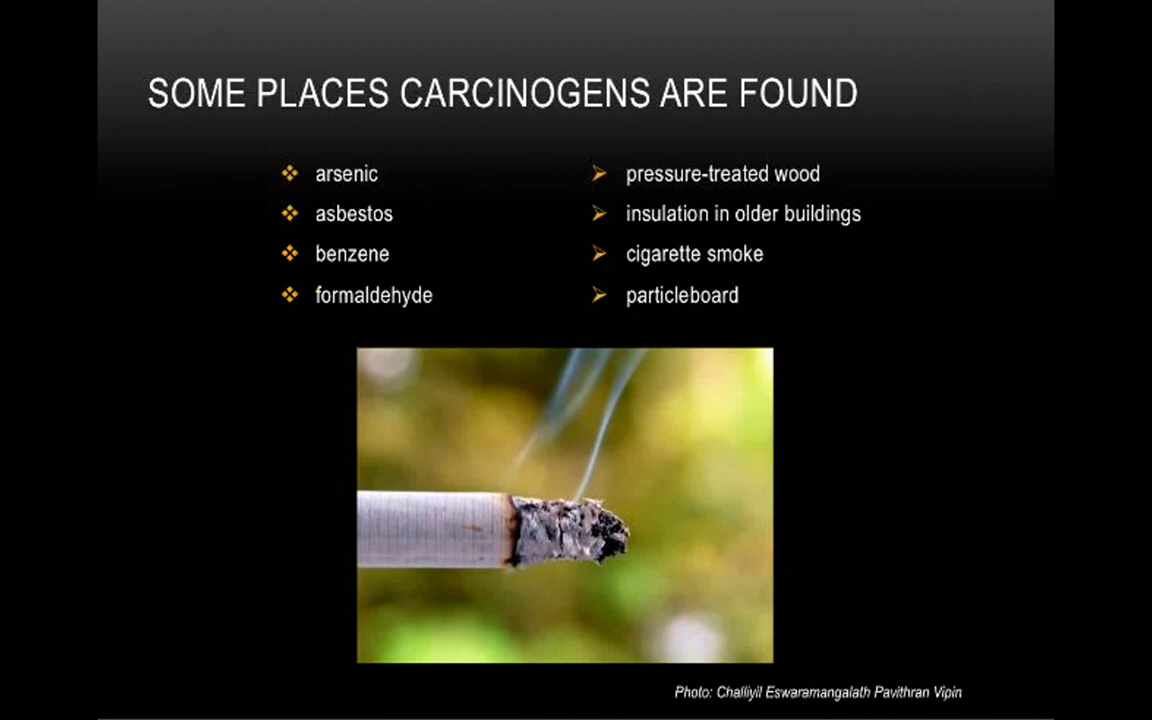 SOME PLACES CARCINOGENS ARE FOUND
arsenic
asbestos
benzene
formaldehyde
pressure-treated wood
insulation in older buildings
cigarette smoke
particleboard
Photo: Challiyil Eswaramangalath Pavithran Vipin